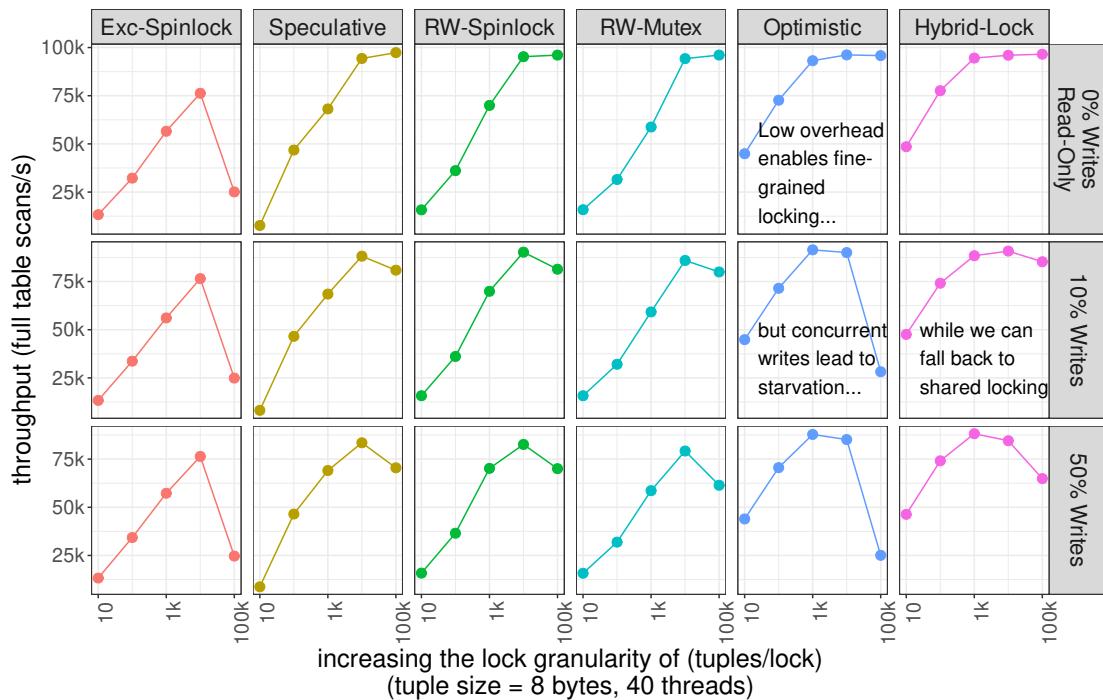 Exc-Spinlock
Speculative
RW-Spinlock
RW-Mutex
Optimistic
Hybrid-Lock
throughput (full table scans/s)
100k
75k
50k
25k
Low overhead
enables fine-
grained
locking...
0% Writes
Read-Only
75k
50k
25k
but concurrent
writes lead to
starvation...
while we can
fall back to
shared locking
10% Writes
75k
50k
25k
50% Writes
10
1k
100k
10
1k
100k
10
1k
100k
10
1k
100k
10
1k
100k
10
1k
100k
increasing the lock granularity of (tuples/lock)
(tuple size = 8 bytes, 40 threads)